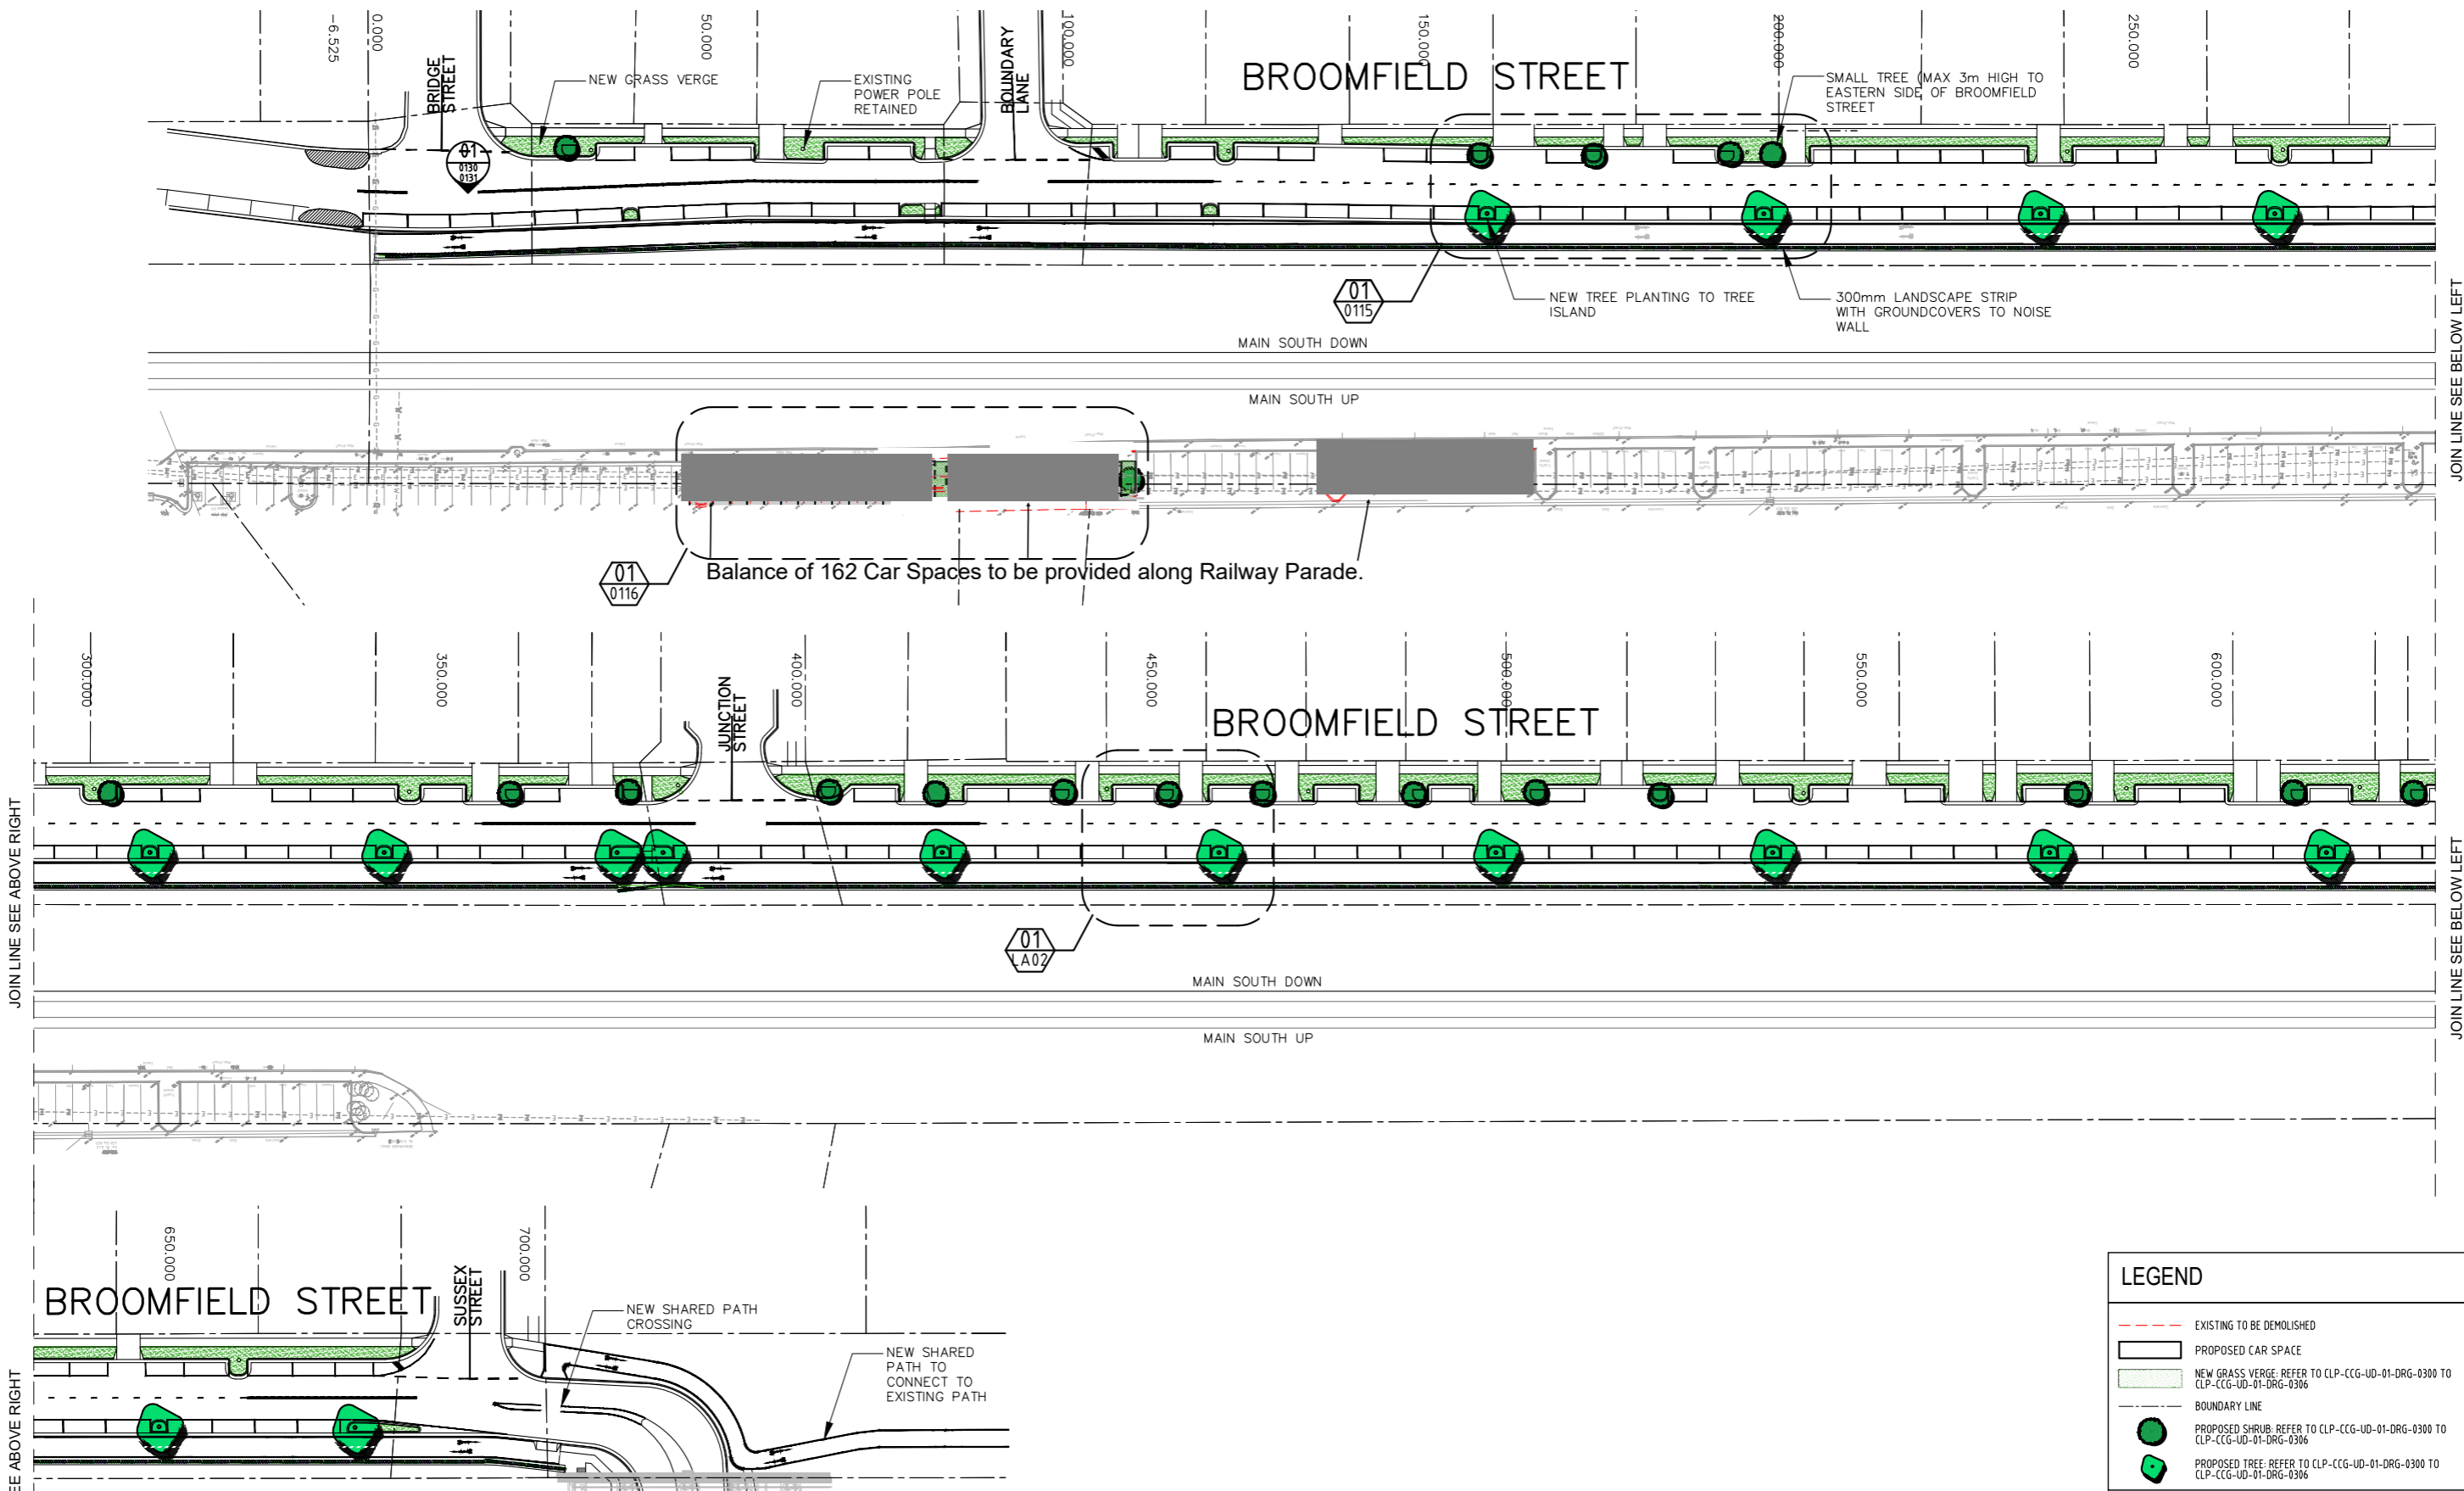 -6.525
0.000
50.000
100.000
150.000
200.000
250.000
BRIDGE
STREET
BOUNDARY
LANE
BROOMFIELD STREET
NEW GRASS VERGE
EXISTING
POWER POLE
RETAINED
SMALL TREE (MAX 3m HIGH TO
EASTERN SIDE OF BROOMFIELD
STREET
01
0130
0131
01
0115
NEW TREE PLANTING TO TREE
ISLAND
300mm LANDSCAPE STRIP
WITH GROUNDCOVERS TO NOISE
WALL
MAIN SOUTH DOWN
MAIN SOUTH UP
JOIN LINE SEE BELOW LEFT
01
0116
Balance of 162 Car Spaces to be provided along Railway Parade.
300.000
350.000
400.000
450.000
500.000
550.000
600.000
JUNCTION
STREET
BROOMFIELD STREET
JOIN LINE SEE ABOVE RIGHT
JOIN LINE SEE BELOW LEFT
01
LA02
MAIN SOUTH DOWN
MAIN SOUTH UP
650.000
700.000
BROOMFIELD STREET
SUSSEX
STREET
NEW SHARED PATH
CROSSING
NEW SHARED
PATH TO
CONNECT TO
EXISTING PATH
ABOVE RIGHT
LEGEND
EXISTING TO BE DEMOLISHED
PROPOSED CAR SPACE
NEW GRASS VERGE: REFER TO CLP-CCG-UD-01-DRG-0300 TO
CLP-CCG-UD-01-DRG-0306
BOUNDARY LINE
PROPOSED SHRUB: REFER TO CLP-CCG-UD-01-DRG-0300 TO
CLP-CCG-UD-01-DRG-0306
PROPOSED TREE: REFER TO CLP-CCG-UD-01-DRG-0300 TO
CLP-CCG-UD-01-DRG-0306